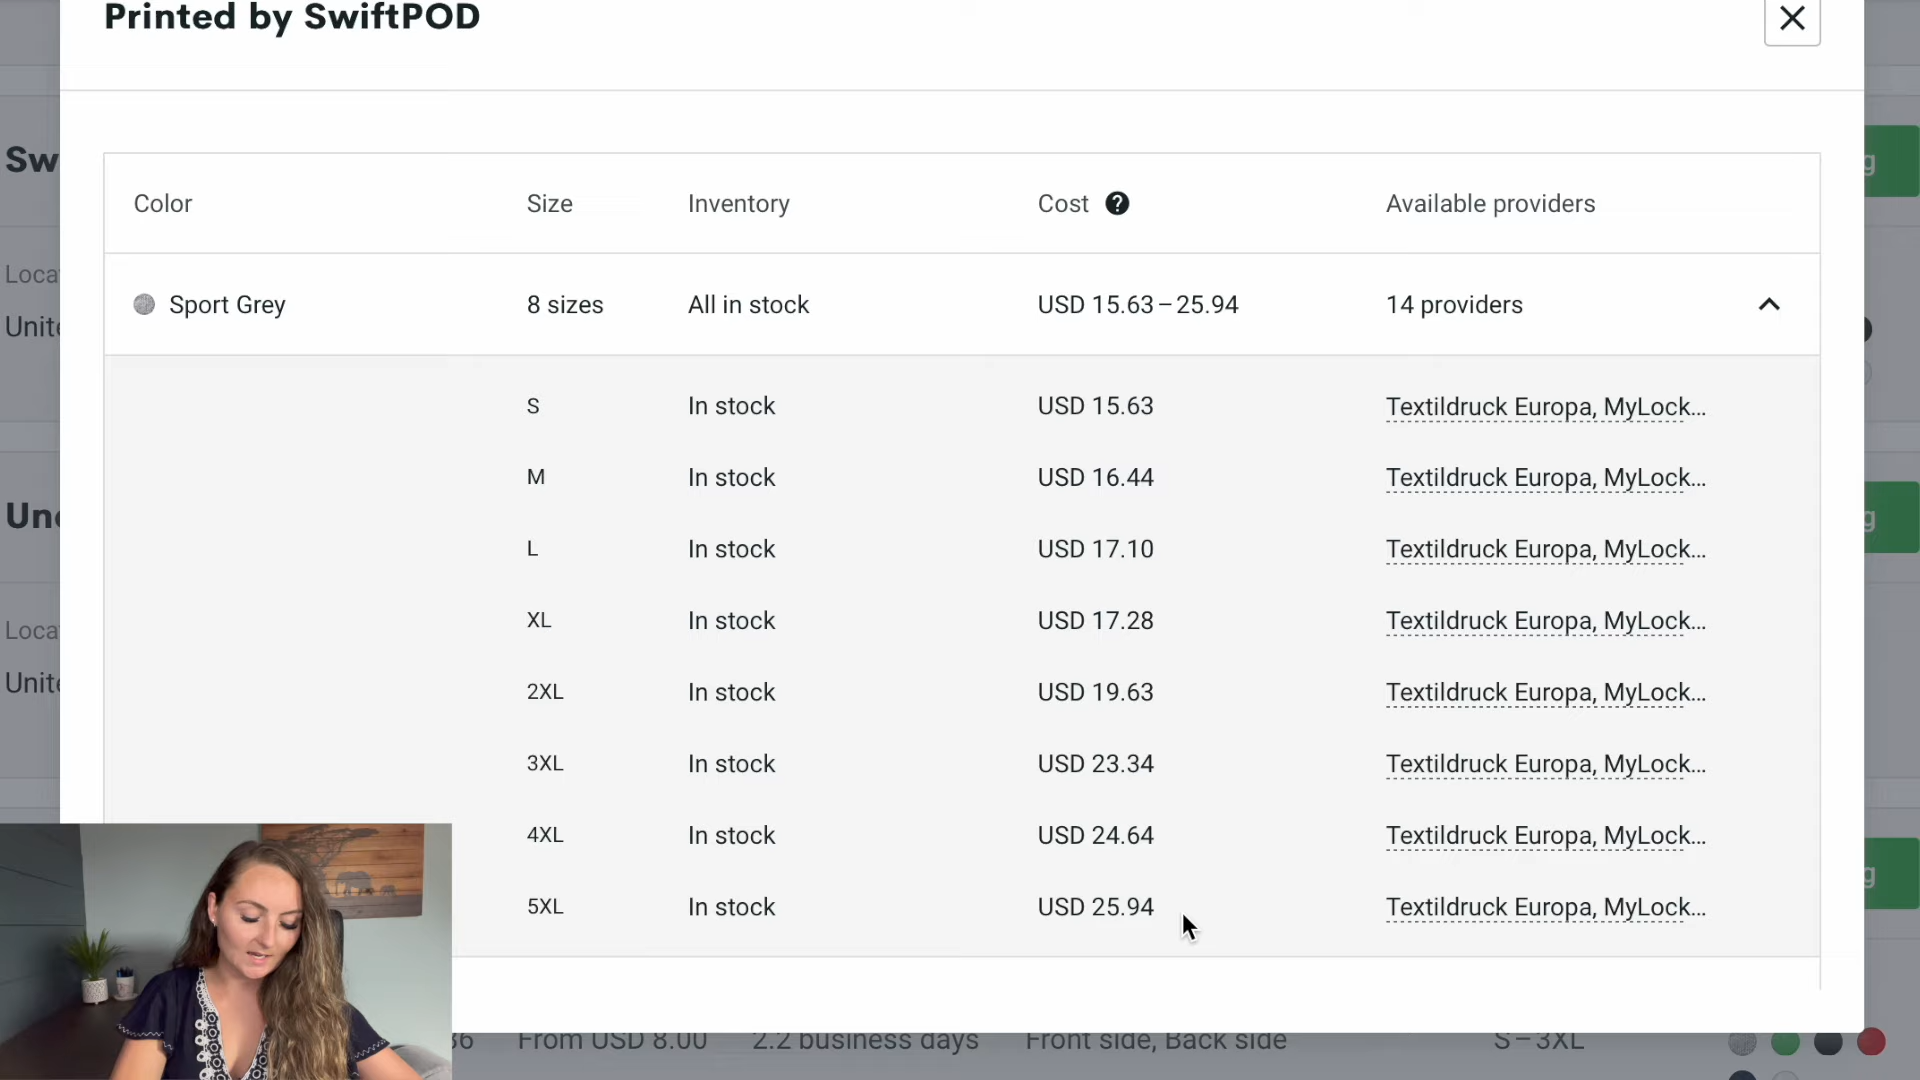 Printed by SwiftPOD
Color Size Inventory Cost ? Available providers
Sport Grey 8 sizes All in stock USD 15.63–25.94 14 providers
S In stock USD 15.63 Textildruck Europa, MyLock...
M In stock USD 16.44 Textildruck Europa, MyLock...
L In stock USD 17.10 Textildruck Europa, MyLock...
XL In stock USD 17.28 Textildruck Europa, MyLock...
2XL In stock USD 19.63 Textildruck Europa, MyLock...
3XL In stock USD 23.34 Textildruck Europa, MyLock...
4XL In stock USD 24.64 Textildruck Europa, MyLock...
5XL In stock USD 25.94 Textildruck Europa, MyLock...
From USD 8.00 2.2 business days Front side, Back side S–3XL